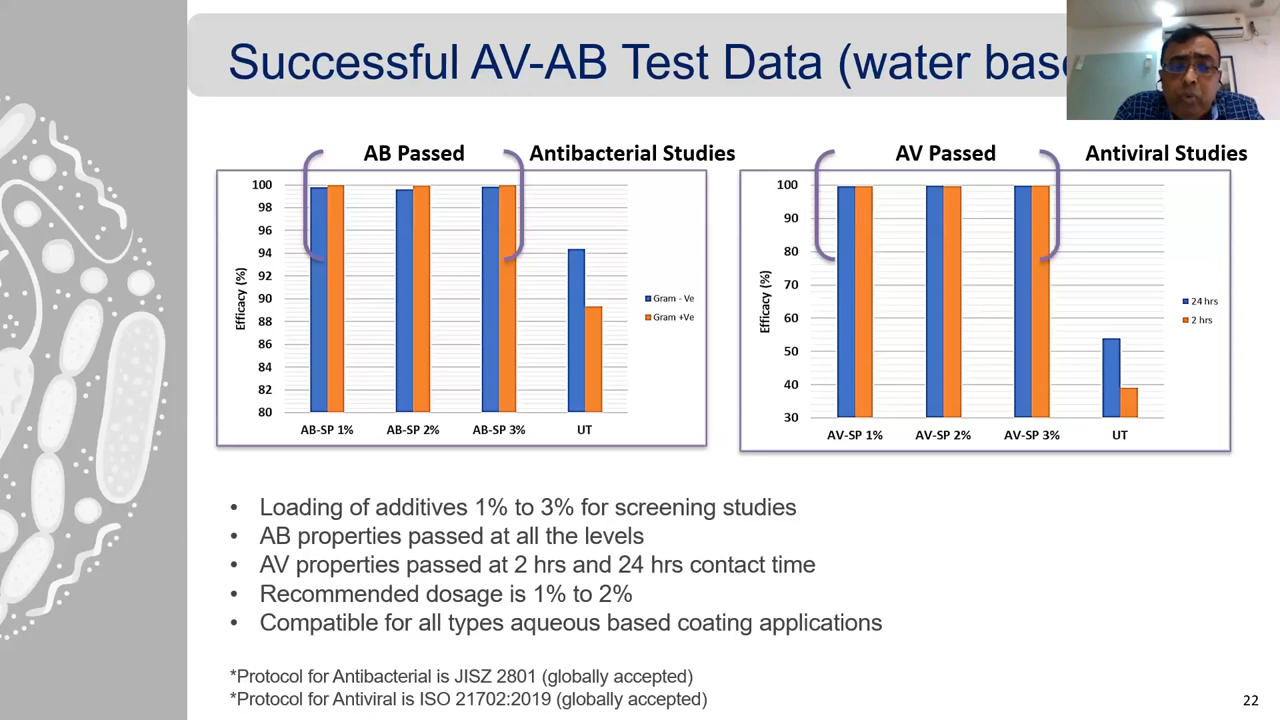 Successful AV-AB Test Data (water
AB Passed
Antibacterial Studies
100
98
96
94
92
90
88
86
84
82
80
Efficacy (%)
Gram - Ve
Gram +Ve
AB-SP 1%
AB-SP 2%
AB-SP 3%
UT
AV Passed
Antiviral Studies
100
90
80
70
60
50
40
30
Efficacy (%)
24 hrs
2 hrs
AV-SP 1%
AV-SP 2%
AV-SP 3%
UT
• Loading of additives 1% to 3% for screening studies
• AB properties passed at all the levels
• AV properties passed at 2 hrs and 24 hrs contact time
• Recommended dosage is 1% to 2%
• Compatible for all types aqueous based coating applications
*Protocol for Antibacterial is JISZ 2801 (globally accepted)
*Protocol for Antiviral is ISO 21702:2019 (globally accepted)
22